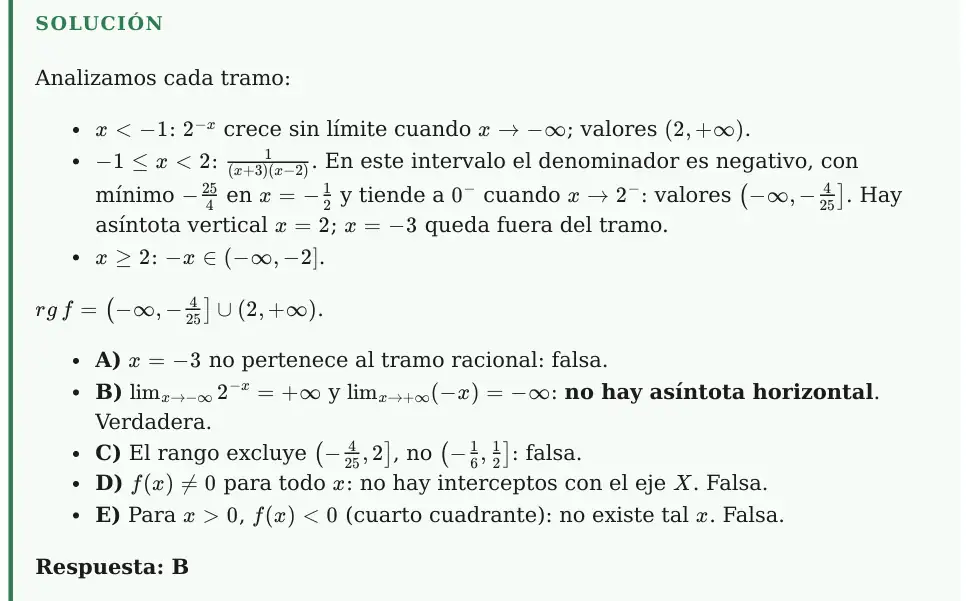 SOLUCIÓN
Analizamos cada tramo:
• x < −1: 2⁻ˣ crece sin límite cuando x → −∞; valores (2, +∞).
• −1 ≤ x < 2: 1/((x+3)(x−2)). En este intervalo el denominador es negativo, con
mínimo −25/4 en x = −1/2 y tiende a 0⁻ cuando x → 2⁻: valores (−∞, −4/25]. Hay
asíntota vertical x = 2; x = −3 queda fuera del tramo.
• x ≥ 2: −x ∈ (−∞, −2].
rg f = (−∞, −4/25] ∪ (2, +∞).
• A) x = −3 no pertenece al tramo racional: falsa.
• B) limₓ→−∞ 2⁻ˣ = +∞ y limₓ→+∞(−x) = −∞: no hay asíntota horizontal.
Verdadera.
• C) El rango excluye (−4/25, 2], no (−1/6, 1/2]: falsa.
• D) f(x) ≠ 0 para todo x: no hay interceptos con el eje X. Falsa.
• E) Para x > 0, f(x) < 0 (cuarto cuadrante): no existe tal x. Falsa.
Respuesta: B